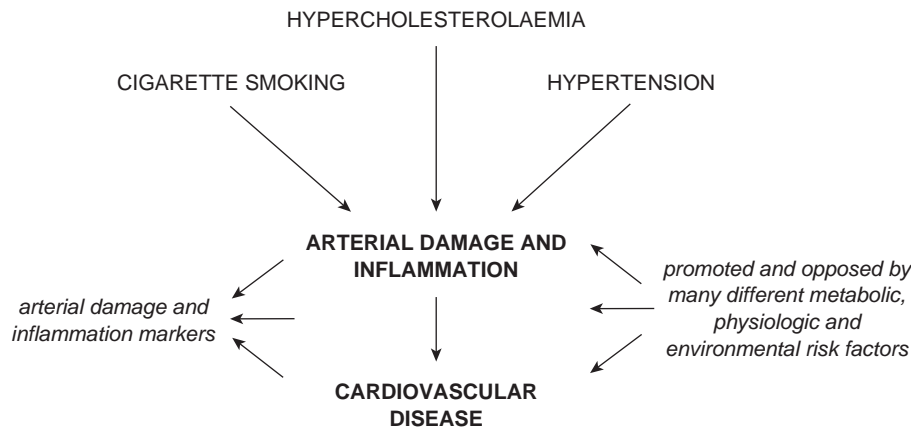 HYPERCHOLESTEROLAEMIA
CIGARETTE SMOKING
HYPERTENSION
ARTERIAL DAMAGE AND
INFLAMMATION
arterial damage and
inflammation markers
promoted and opposed by
many different metabolic,
physiologic and
environmental risk factors
CARDIOVASCULAR
DISEASE